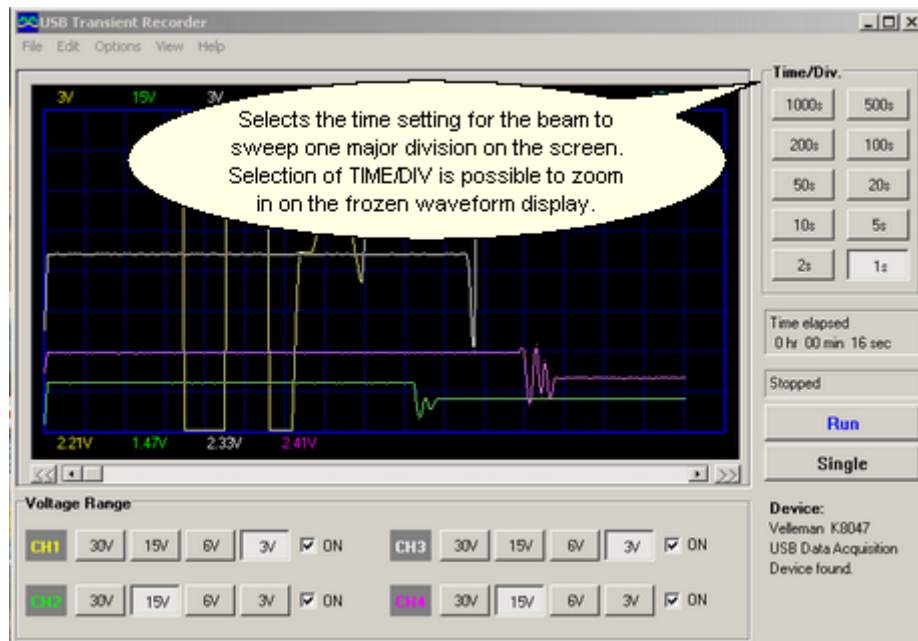 USB Transient Recorder
File Edit Options View Help
3V 15V 3V
Selects the time setting for the beam to
sweep one major division on the screen.
Selection of TIME/DIV is possible to zoom
in on the frozen waveform display.
2.21V 1.47V 2.33V 2.41V
Time/Div.
1000s 500s
200s 100s
50s 20s
10s 5s
2s 1s
Time elapsed
0 hr 00 min 16 sec
Stopped
Run
Single
Device:
Velleman K8047
USB Data Acquisition
Device found.
Voltage Range
CH1 30V 15V 6V 3V ON
CH3 30V 15V 6V 3V ON
CH2 30V 15V 6V 3V ON
CH4 30V 15V 6V 3V ON